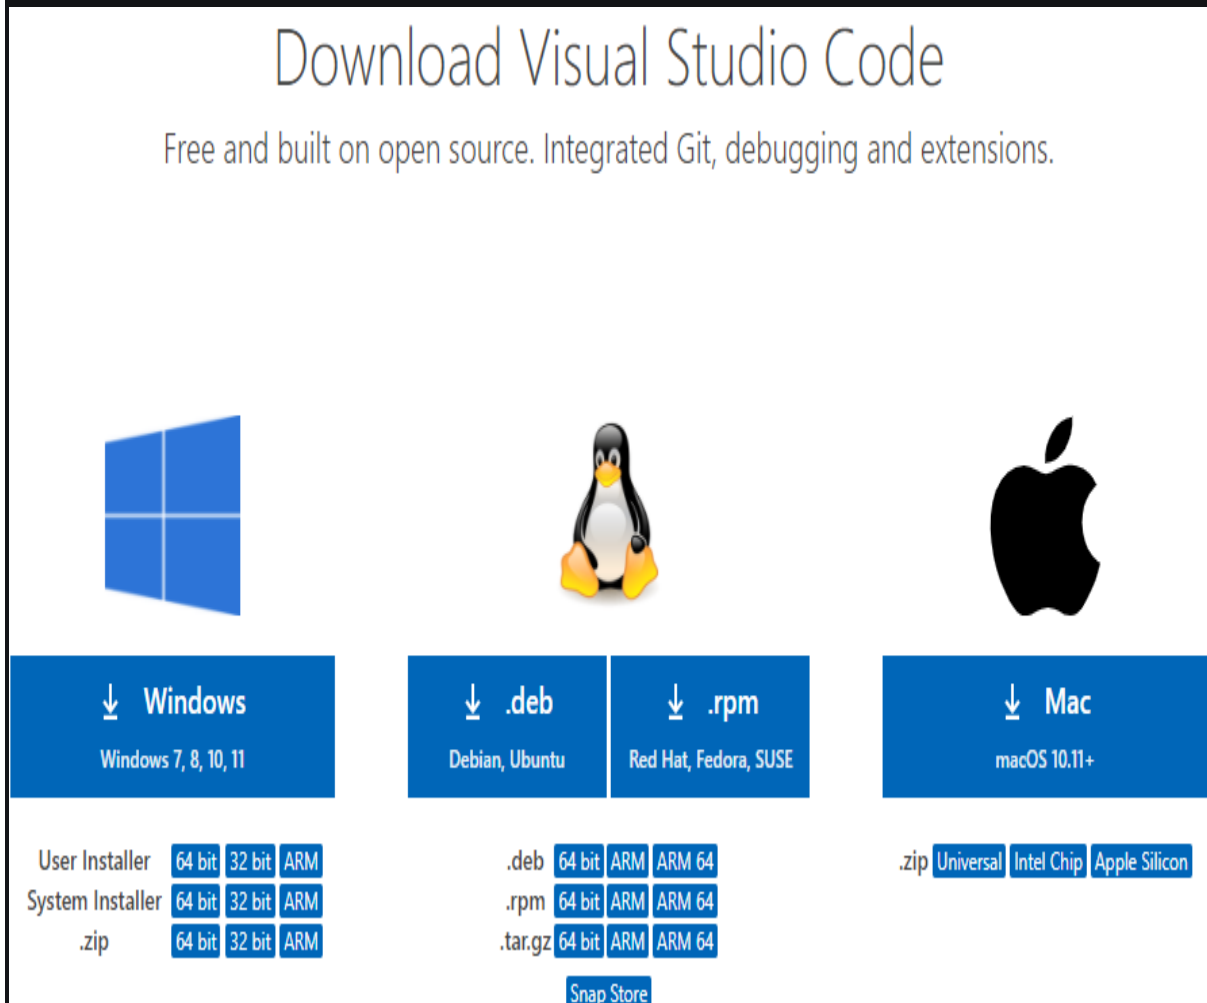 Download Visual Studio Code
Free and built on open source. Integrated Git, debugging and extensions.
Windows
Windows 7, 8, 10, 11
.deb
Debian, Ubuntu
.rpm
Red Hat, Fedora, SUSE
Mac
macOS 10.11+
User Installer 64 bit 32 bit ARM
System Installer 64 bit 32 bit ARM
.zip 64 bit 32 bit ARM
.deb 64 bit ARM ARM 64
.rpm 64 bit ARM ARM 64
.tar.gz 64 bit ARM ARM 64
Snap Store
.zip Universal Intel Chip Apple Silicon